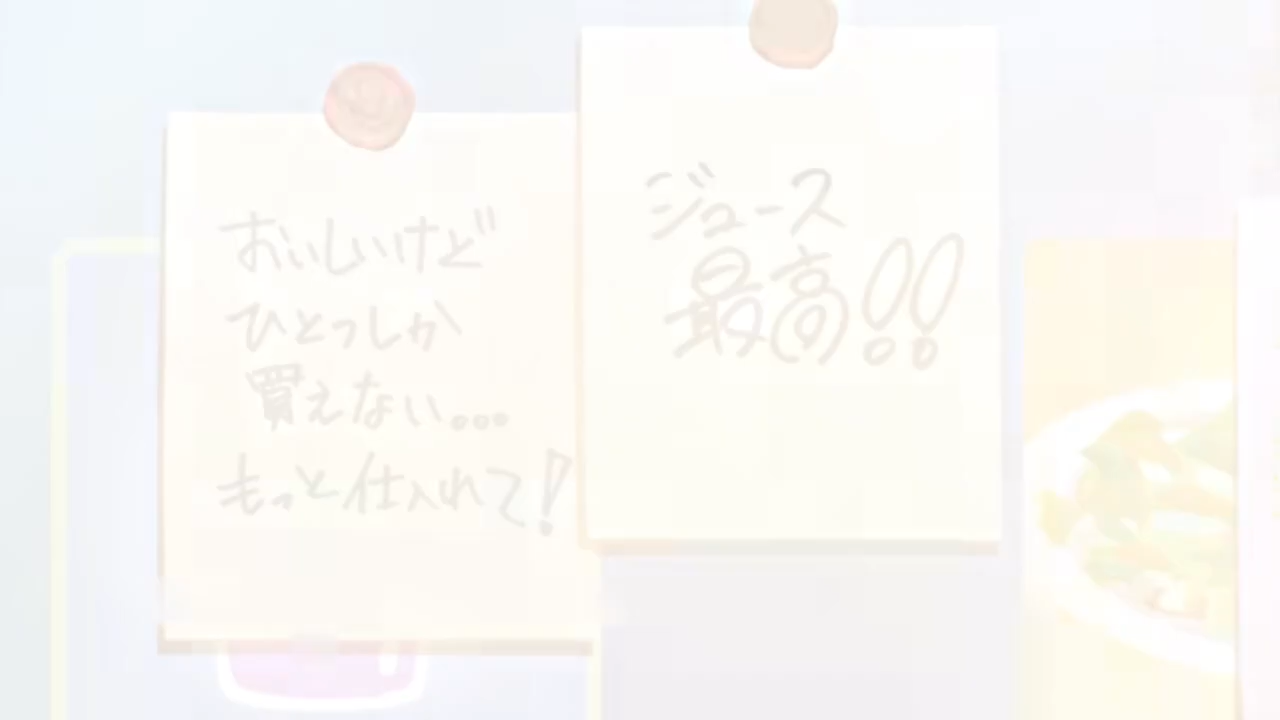 おいしいけど
ひとつしか
買えない...
もっと仕入れて!
ジュース
最高!!